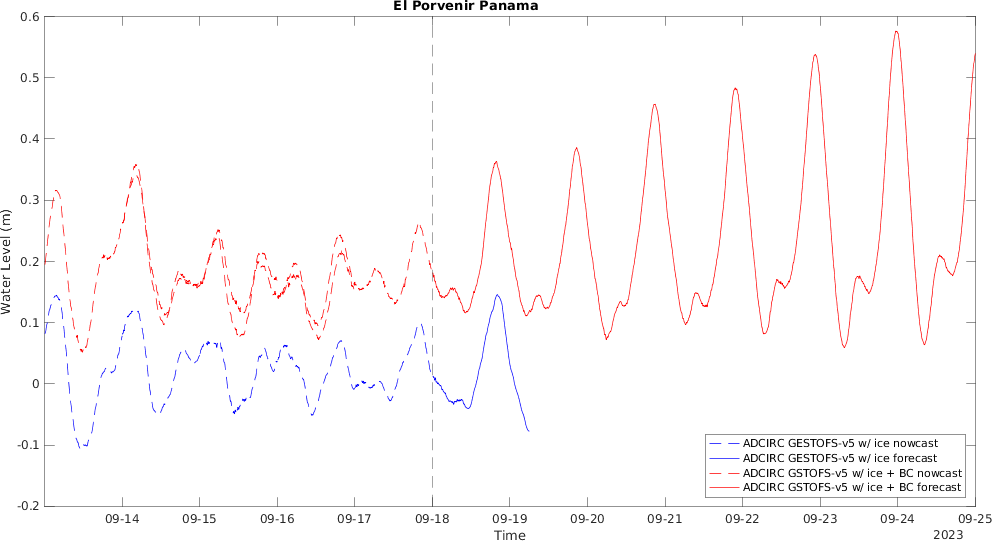 El Porvenir Panama
0.6
0.5
0.4
0.3
0.2
0.1
0
-0.1
-0.2
Water Level (m)
ADCIRC GESTOFS-v5 w/ ice nowcast
ADCIRC GESTOFS-v5 w/ ice forecast
ADCIRC GSTOFS-v5 w/ ice + BC nowcast
ADCIRC GSTOFS-v5 w/ ice + BC forecast
09-14 09-15 09-16 09-17 09-18 09-19 09-20 09-21 09-22 09-23 09-24 09-25
Time
2023